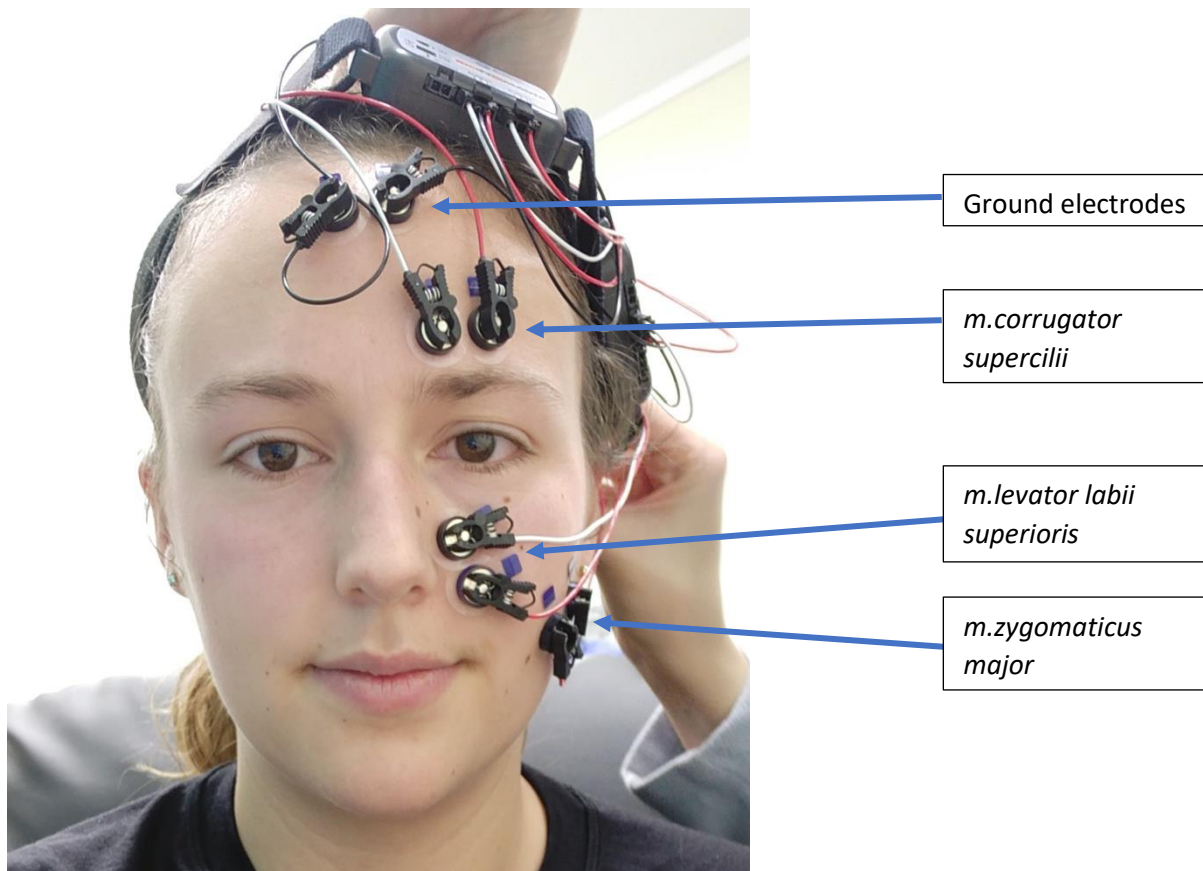 Ground electrodes
m.corrugator
supercilii
m.levator labii
superioris
m.zygomaticus
major